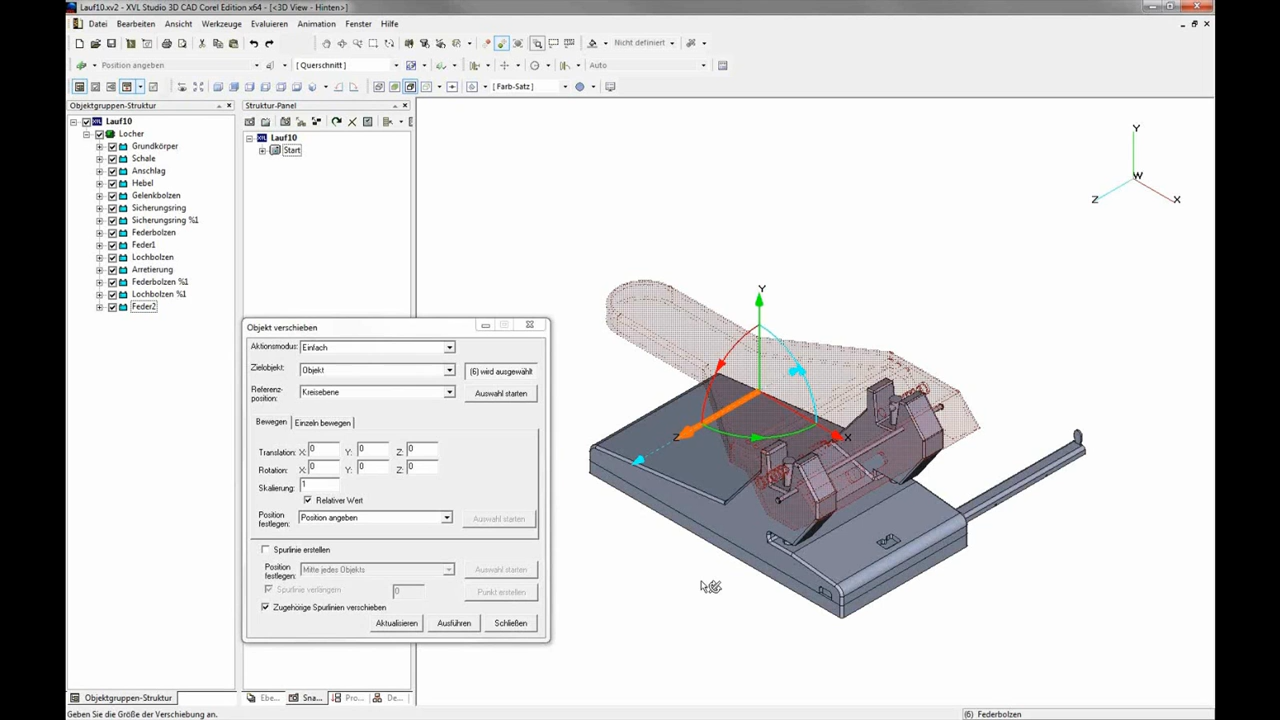 Lauf10.xv2 - XVL Studio 3D CAD Corel Edition x64 - [<3D View - Hinten>]
Datei Bearbeiten Ansicht Werkzeuge Evaluieren Animation Fenster Hilfe
Nicht definiert
Position angeben [ Querschnitt ] Auto
[ Farb-Satz ]
Objektgruppen-Struktur
Lauf10
Locher
Grundkörper
Schale
Anschlag
Hebel
Gelenkbolzen
Sicherungsring
Sicherungsring %1
Federbolzen
Feder1
Lochbolzen
Arretierung
Federbolzen %1
Lochbolzen %1
Feder2
Struktur-Panel
Lauf10
Start
Objekt verschieben
Aktionsmodus: Einfach
Zielobjekt: Objekt (6) wird ausgewählt
Referenz-
position: Kreisebene Auswahl starten
Bewegen Einzeln bewegen
Translation: X: 0 Y: 0 Z: 0
Rotation: X: 0 Y: 0 Z: 0
Skalierung: 1
Relativer Wert
Position
festlegen: Position angeben Auswahl starten
Spurlinie erstellen
Position
festlegen: Mitte jedes Objekts Auswahl starten
Spurlinie verlängern 0 Punkt erstellen
Zugehörige Spurlinien verschieben
Aktualisieren Ausführen Schließen
Y
W
Z X
Y
Z X
Objektgruppen-Struktur Ebe... Sna... Pro... De...
Geben Sie die Größe der Verschiebung an. (6) Federbolzen